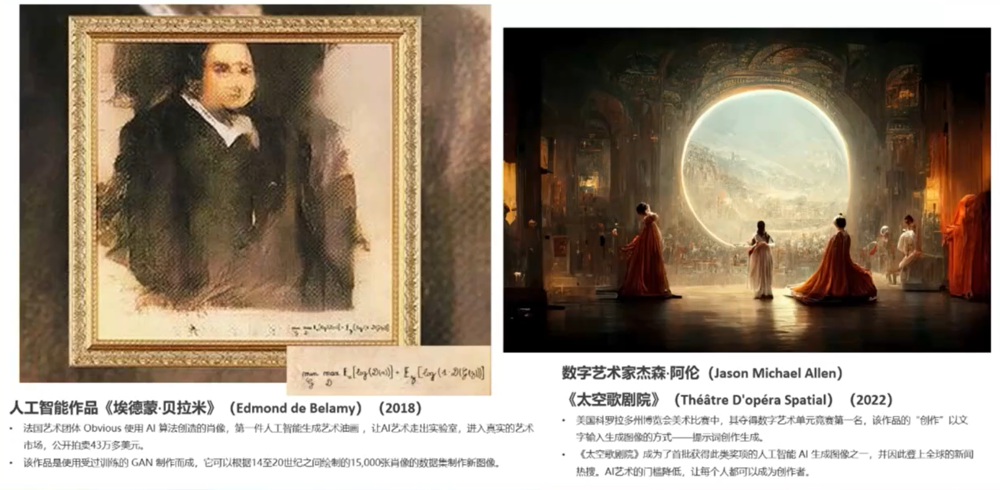 min max 𝔼x[log(D(x))] + 𝔼z[log(1-D(G(z)))]
G D
人工智能作品《埃德蒙·贝拉米》（Edmond de Belamy）（2018）
• 法国艺术团体 Obvious 使用 AI 算法创造的肖像，第一件人工智能生成艺术油画 ，让AI艺术走出实验室，进入真实的艺术
市场，公开拍卖43万多美元。
• 该作品是使用受过训练的 GAN 制作而成，它可以根据14至20世纪之间绘制的15,000张肖像的数据集制作新图像。
数字艺术家杰森·阿伦（Jason Michael Allen）
《太空歌剧院》（Théâtre D'opéra Spatial）（2022）
• 美国科罗拉多州博览会美术比赛中，其夺得数字艺术单元竞赛第一名，该作品的“创作”以文
字输入生成图像的方式——提示词创作生成。
• 《太空歌剧院》成为了首批获得此类奖项的人工智能 AI 生成图像之一，并因此登上全球的新闻
热搜。AI艺术的门槛降低，让每个人都可以成为创作者。